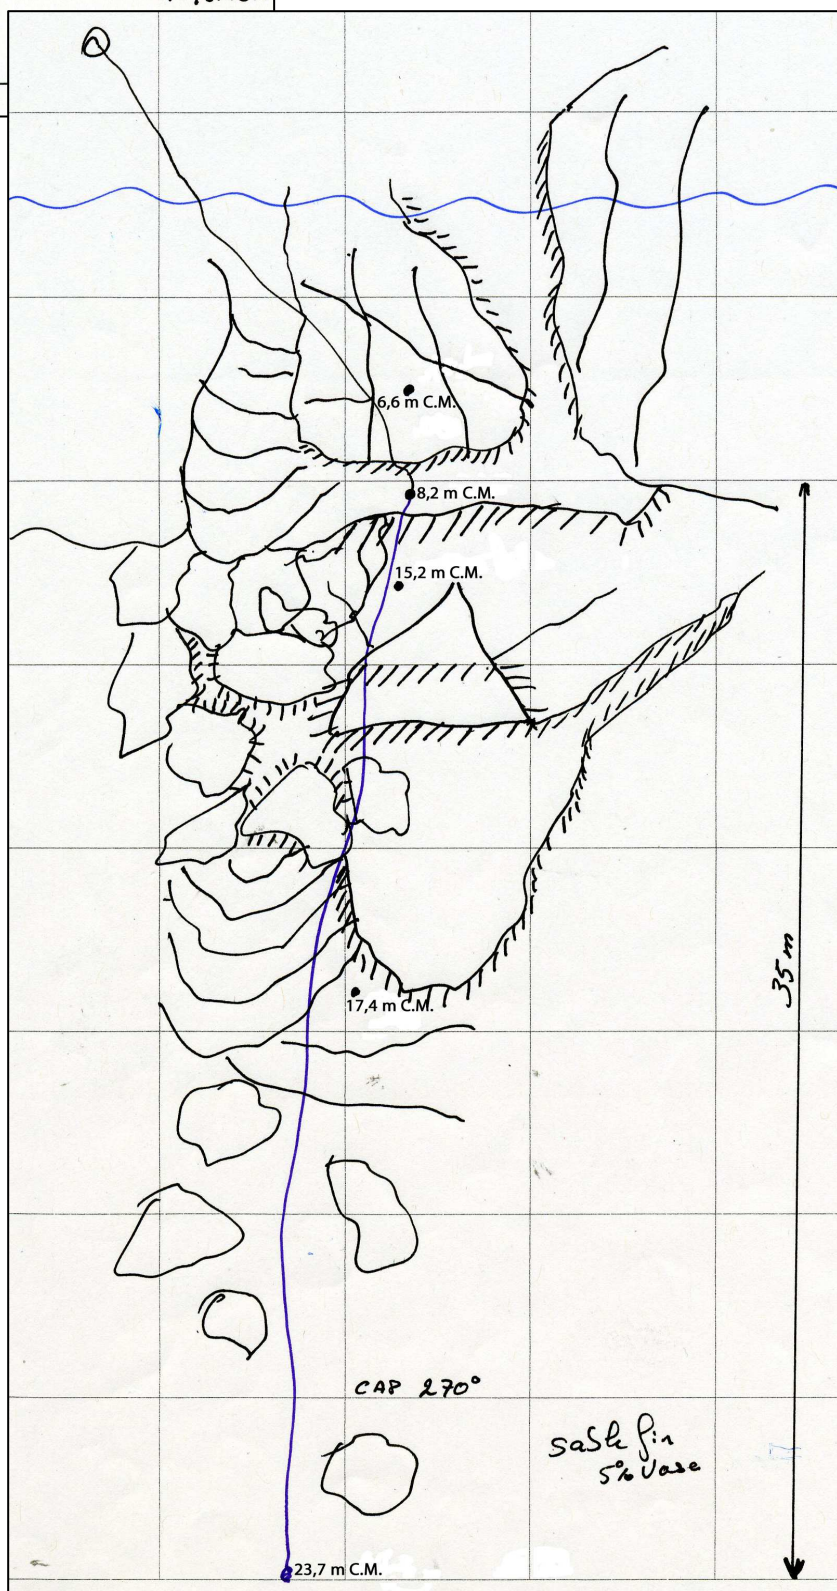 6,6 m C.M.
8,2 m C.M.
15,2 m C.M.
35 m
17,4 m C.M.
CAP 270°
sable fin
5% vase
23,7 m C.M.